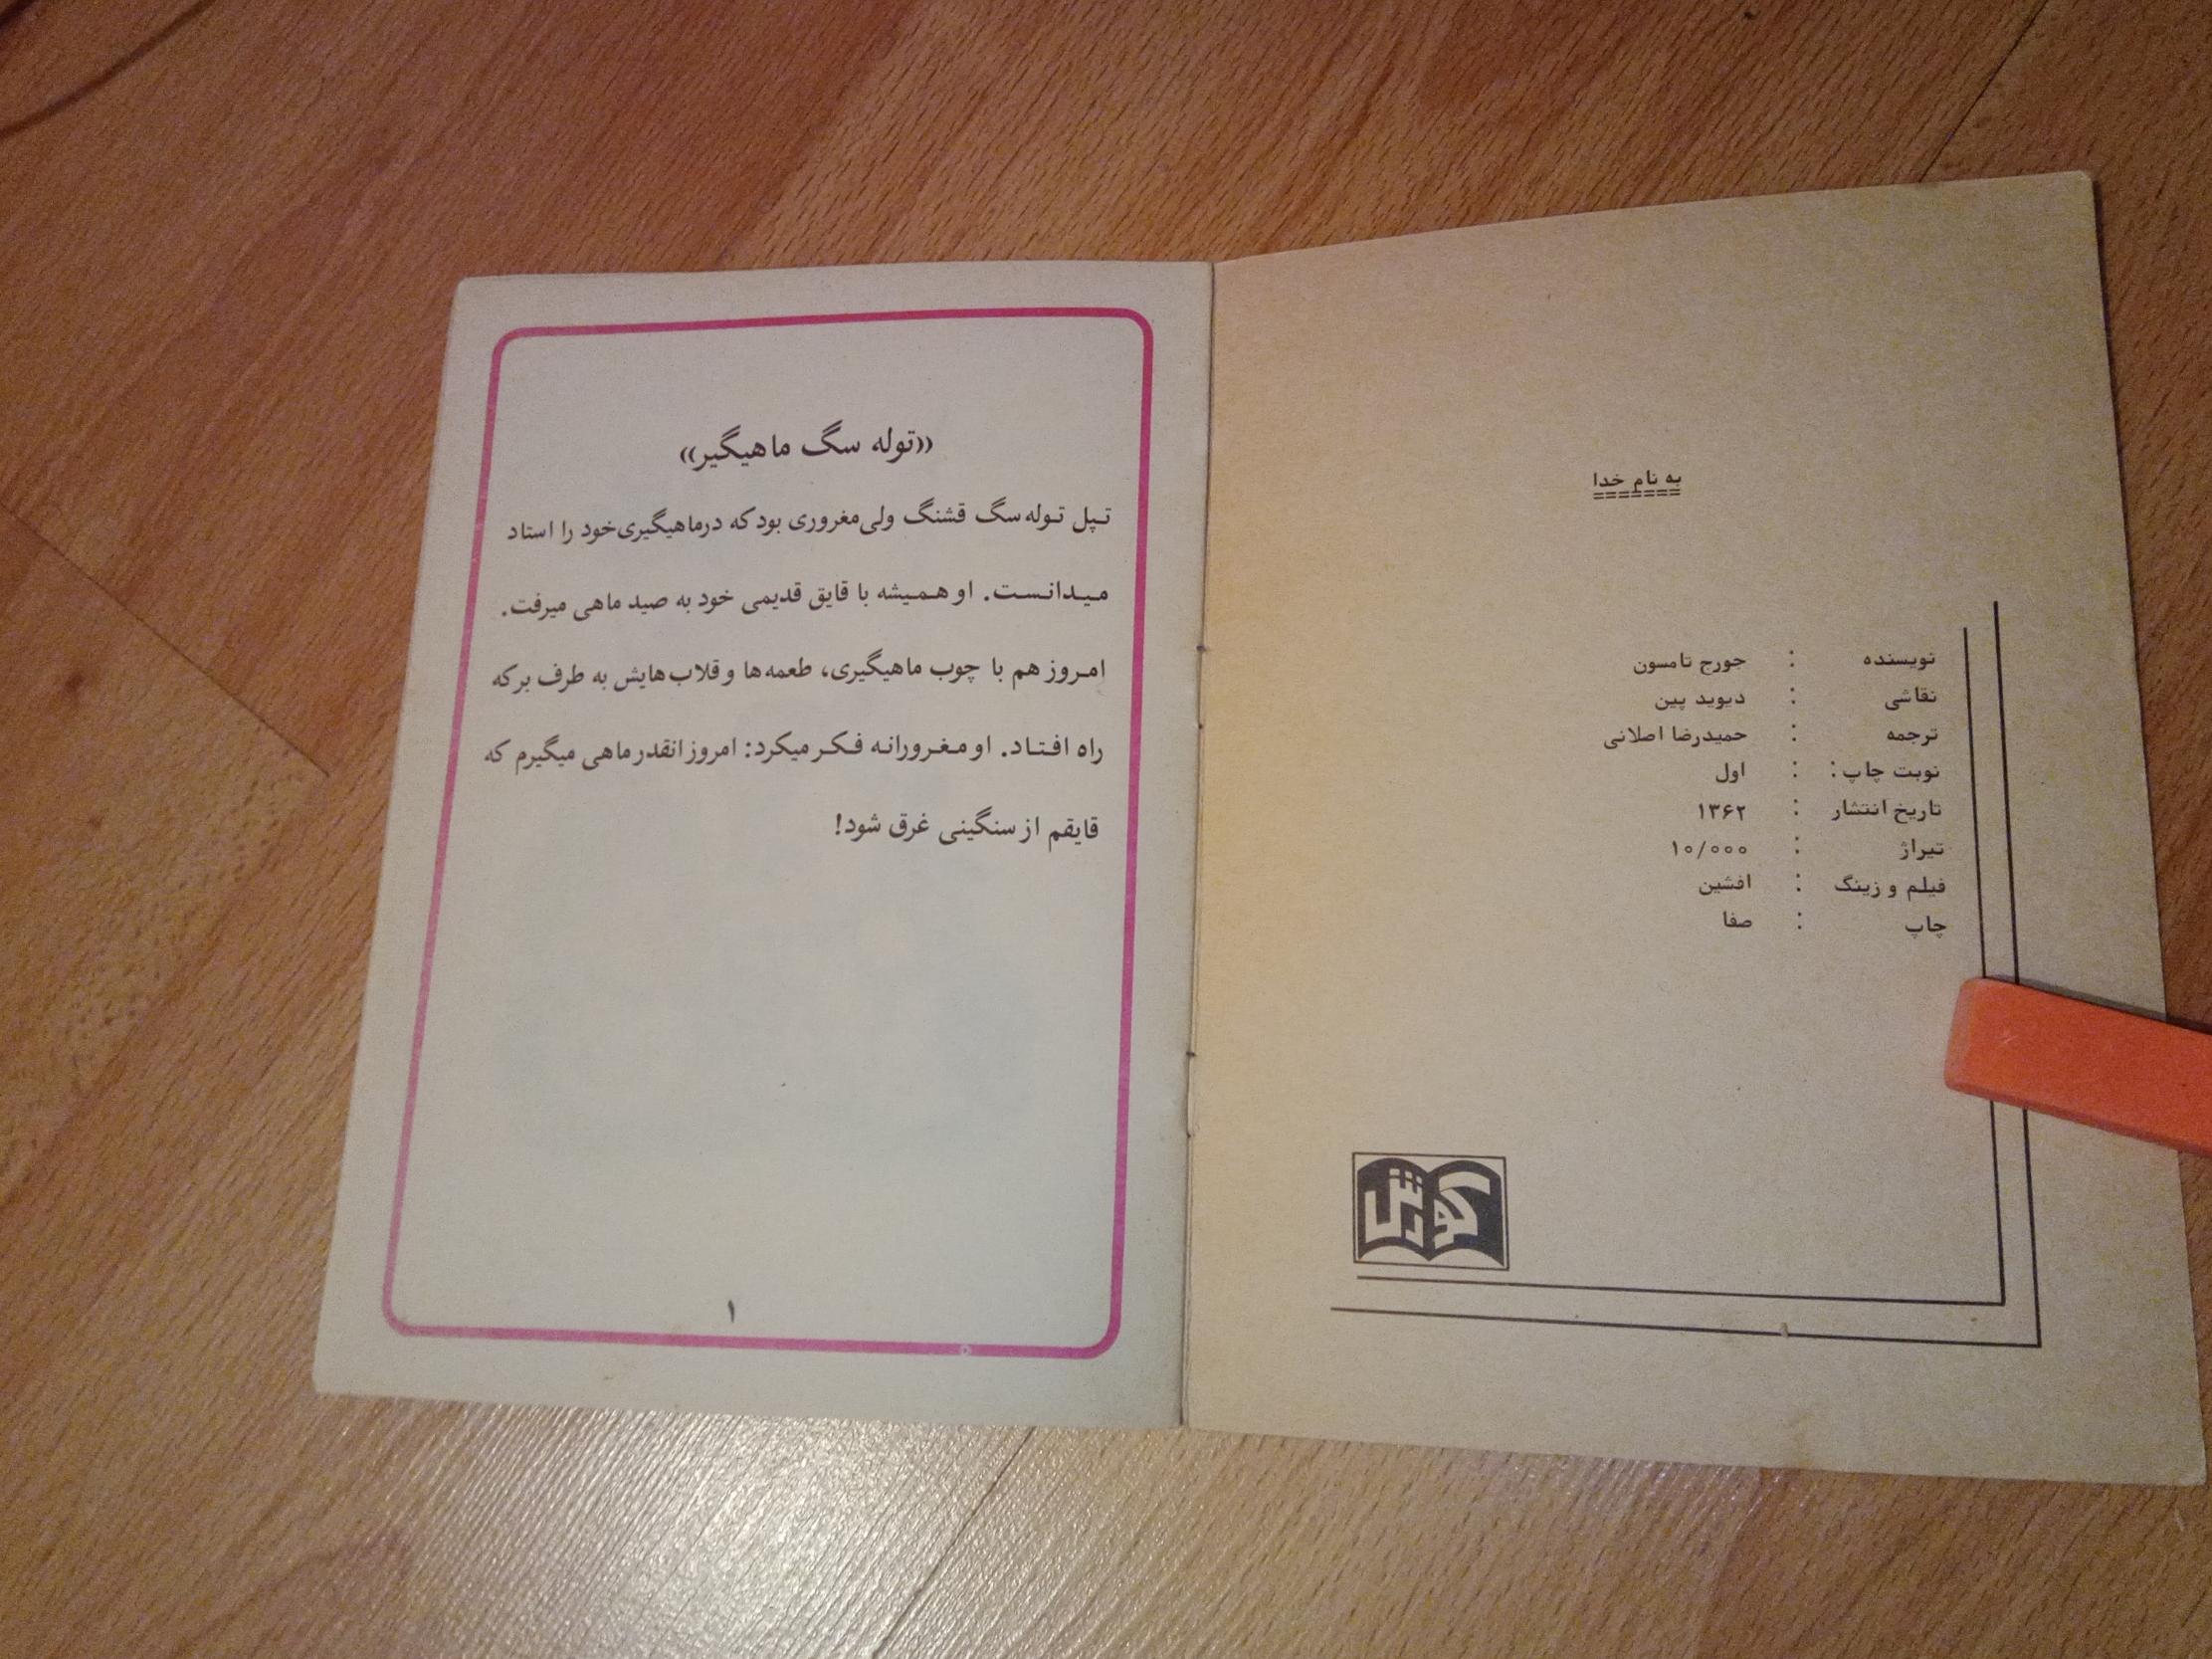 به نام خدا
نویسنده : جورج تامسون
نقاشی : دیوید پین
ترجمه : حمیدرضا اصلانی
نوبت چاپ : : اول
تاریخ انتشار : ۱۳۶۲
تیراژ : ۱۰/۰۰۰
فیلم و زینگ : افشین
چاپ : صفا
کورش
«توله سگ ماهیگیر»
تپل توله سگ قشنگ ولی مغروری بود که در ماهیگیری خود را استاد
میدانست. او همیشه با قایق قدیمی خود به صید ماهی میرفت.
امروز هم با چوب ماهیگیری، طعمه ها و قلاب هایش به طرف برکه
راه افتاد. او مغرورانه فکر میکرد: امروز انقدر ماهی میگیرم که
قایقم از سنگینی غرق شود!
۱